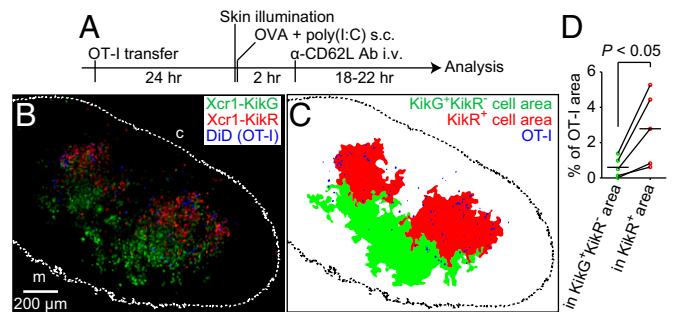 A
Skin illumination
OVA + poly(I:C) s.c.
OT-I transfer
α-CD62L Ab i.v.
24 hr
2 hr
18-22 hr
Analysis
B
Xcr1-KikG
Xcr1-KikR
DiD (OT-I)
c
m
200 µm
C
KikG⁺KikR⁻ cell area
KikR⁺ cell area
OT-I
D
P < 0.05
% of OT-I area
6
4
2
0
in KikG⁺KikR⁻ area
in KikR⁺ area